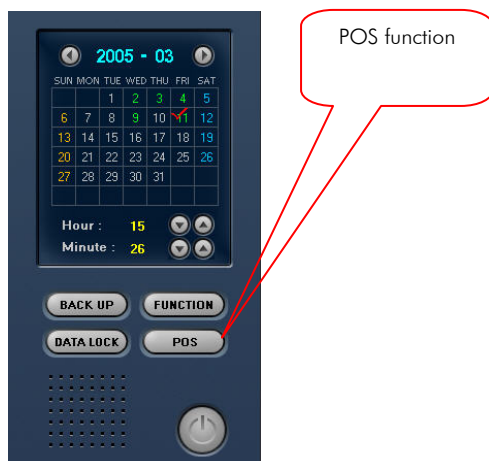 POS function
2005 - 03
SUN MON TUE WED THU FRI SAT
1 2 3 4 5
6 7 8 9 10 11 12
13 14 15 16 17 18 19
20 21 22 23 24 25 26
27 28 29 30 31
Hour : 15
Minute : 26
BACK UP FUNCTION
DATA LOCK POS